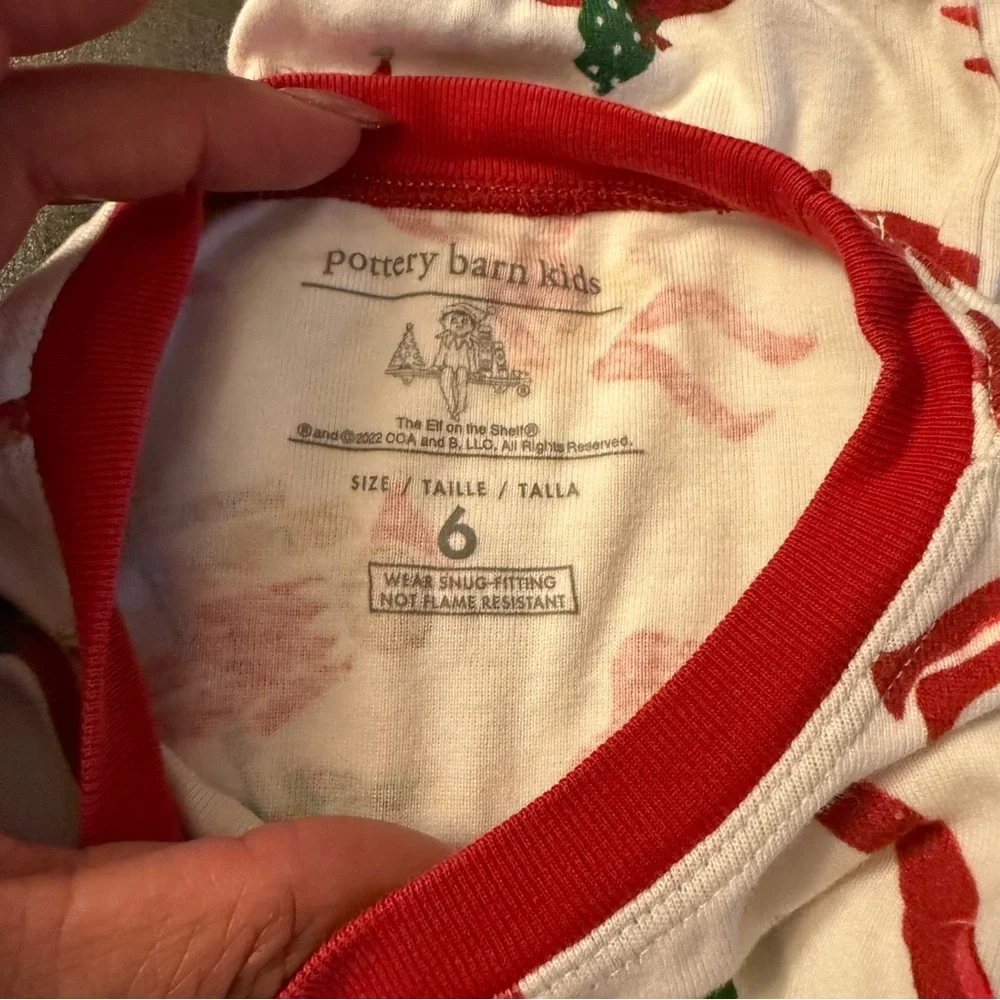 pottery barn kids
The Elf on the Shelf®
® and © 2022 CCA and B, LLC. All Rights Reserved.
SIZE / TAILLE / TALLA
6
WEAR SNUG-FITTING
NOT FLAME RESISTANT